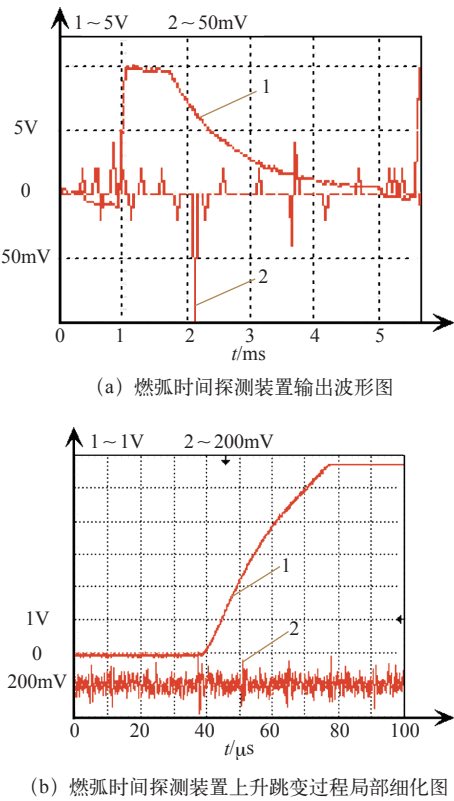 1～5V 2～50mV
1
5V
0
50mV
2
0 1 2 3 4 5
t/ms
(a) 燃弧时间探测装置输出波形图
1～1V 2～200mV
1
1V
2
0
200mV
0 20 40 60 80 100
t/μs
(b) 燃弧时间探测装置上升跳变过程局部细化图